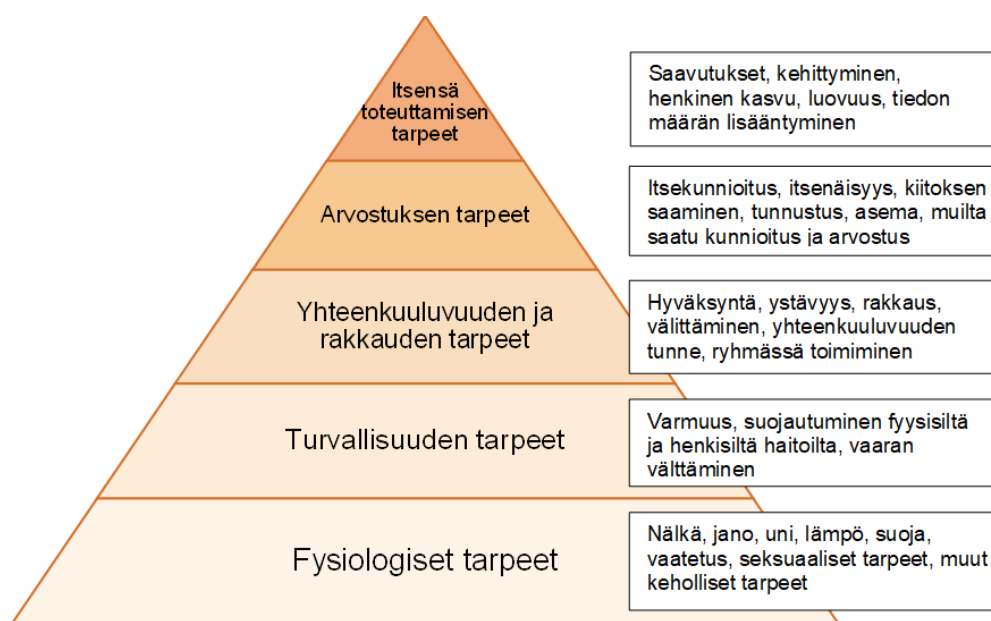 Itsensä
toteuttamisen
tarpeet
Saavutukset, kehittyminen,
henkinen kasvu, luovuus, tiedon
määrän lisääntyminen
Arvostuksen tarpeet
Itsekunnioitus, itsenäisyys, kiitoksen
saaminen, tunnustus, asema, muilta
saatu kunnioitus ja arvostus
Yhteenkuuluvuuden ja
rakkauden tarpeet
Hyväksyntä, ystävyys, rakkaus,
välittäminen, yhteenkuuluvuuden
tunne, ryhmässä toimiminen
Turvallisuuden tarpeet
Varmuus, suojautuminen fyysisiltä
ja henkisiltä haitoilta, vaaran
välttäminen
Fysiologiset tarpeet
Nälkä, jano, uni, lämpö, suoja,
vaatetus, seksuaaliset tarpeet, muut
keholliset tarpeet